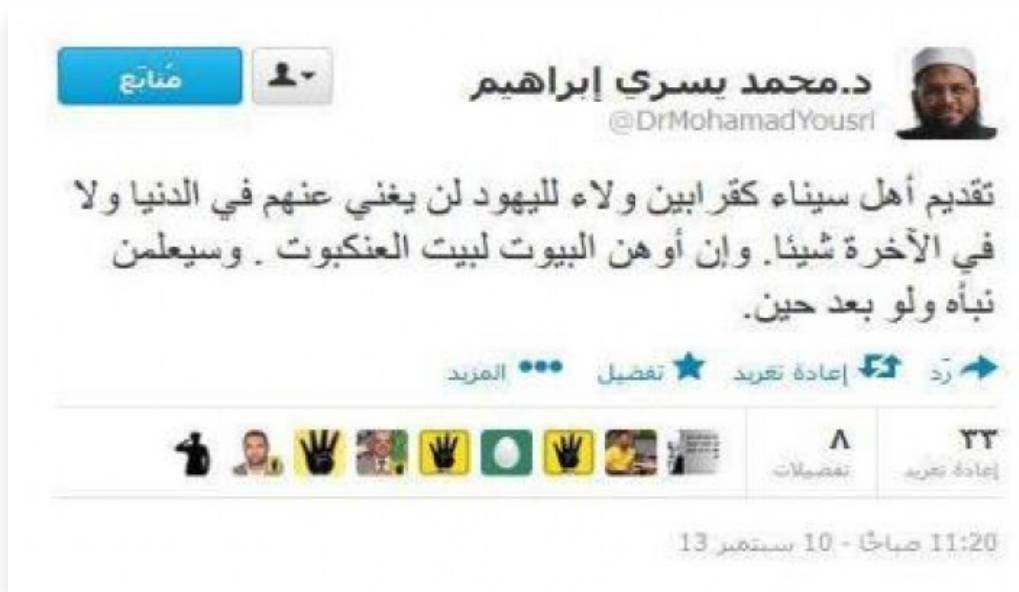 د.محمد يسري إبراهيم
@DrMohamadYousri
مُتابَع
تقديم أهل سيناء كقرابين ولاء لليهود لن يغني عنهم في الدنيا ولا
في الآخرة شيئا. وإن أوهن البيوت لبيت العنكبوت . وسيعلمن
نبأه ولو بعد حين.
رَد إعادة تغريد تفضيل المزيد
٣٣ ٨
إعادة تغريد تفضيلات
11:20 صباحًا - 10 سبتمبر 13